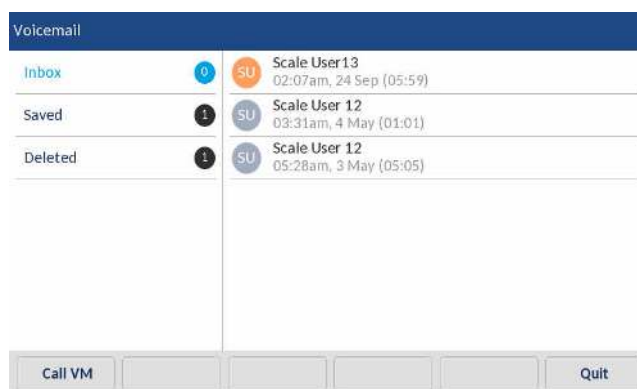 Voicemail
Inbox
0
Saved
1
Deleted
1
SU
Scale User13
02:07am, 24 Sep (05:59)
SU
Scale User 12
03:31am, 4 May (01:01)
SU
Scale User 12
05:28am, 3 May (05:05)
Call VM
Quit